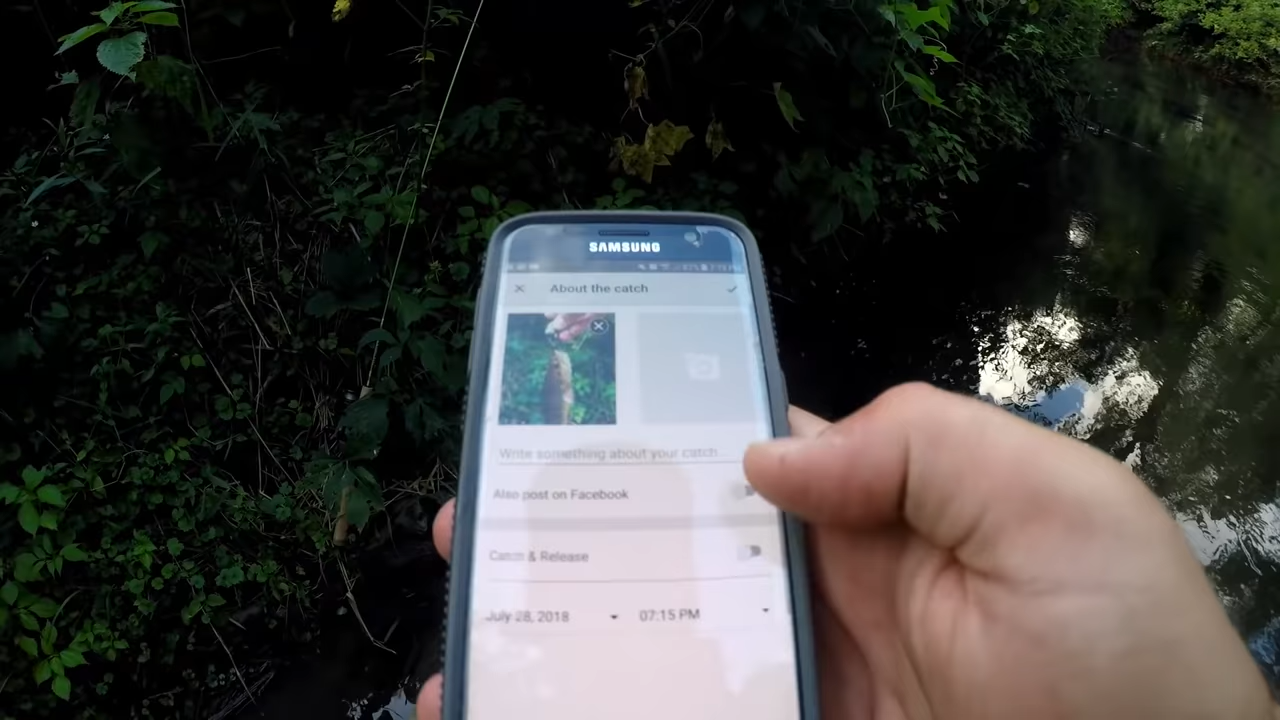 SAMSUNG
About the catch
Write something about your catch...
Also post on Facebook
Catch & Release
July 28, 2018 07:15 PM